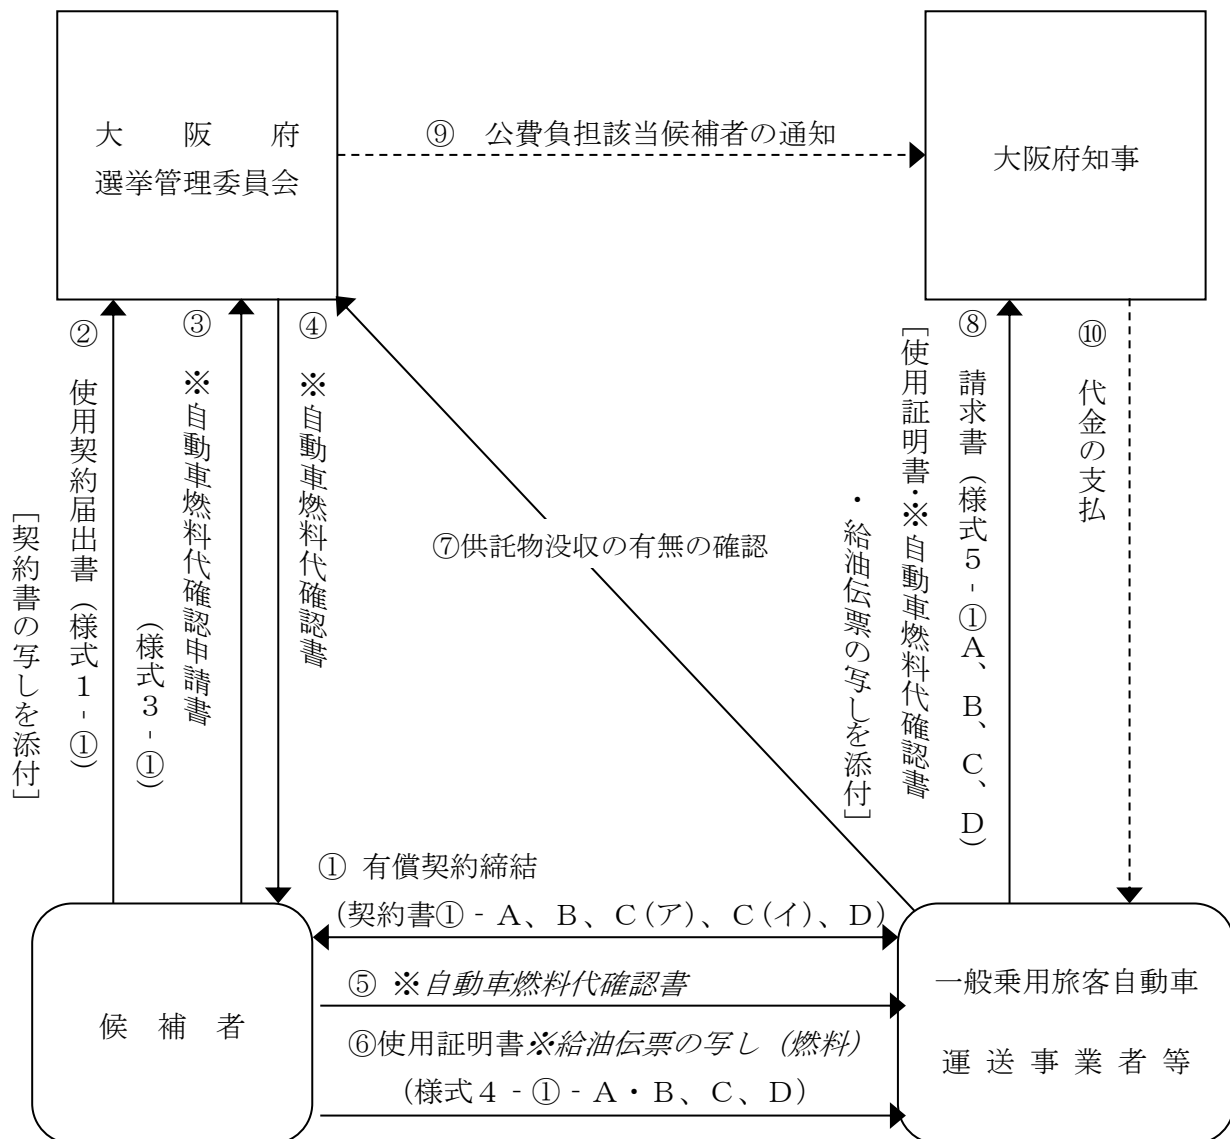 大　阪　府
選挙管理委員会
⑨　公費負担該当候補者の通知
大阪府知事
②　使用契約届出書（様式１‐①）
［契約書の写しを添付］
③　※自動車燃料代確認申請書
（様式３‐①）
④　※自動車燃料代確認書
⑦供託物没収の有無の確認
⑧　請求書（様式５‐①Ａ、Ｂ、Ｃ、Ｄ）
［使用証明書・※自動車燃料代確認書
・給油伝票の写しを添付］
⑩　代金の支払
① 有償契約締結
（契約書①‐Ａ、Ｂ、Ｃ(ア)、Ｃ(イ)、Ｄ）
⑤ ※自動車燃料代確認書
⑥使用証明書※給油伝票の写し（燃料）
（様式４‐①‐Ａ・Ｂ、Ｃ、Ｄ）
候　補　者
一般乗用旅客自動車
運 送 事 業 者 等